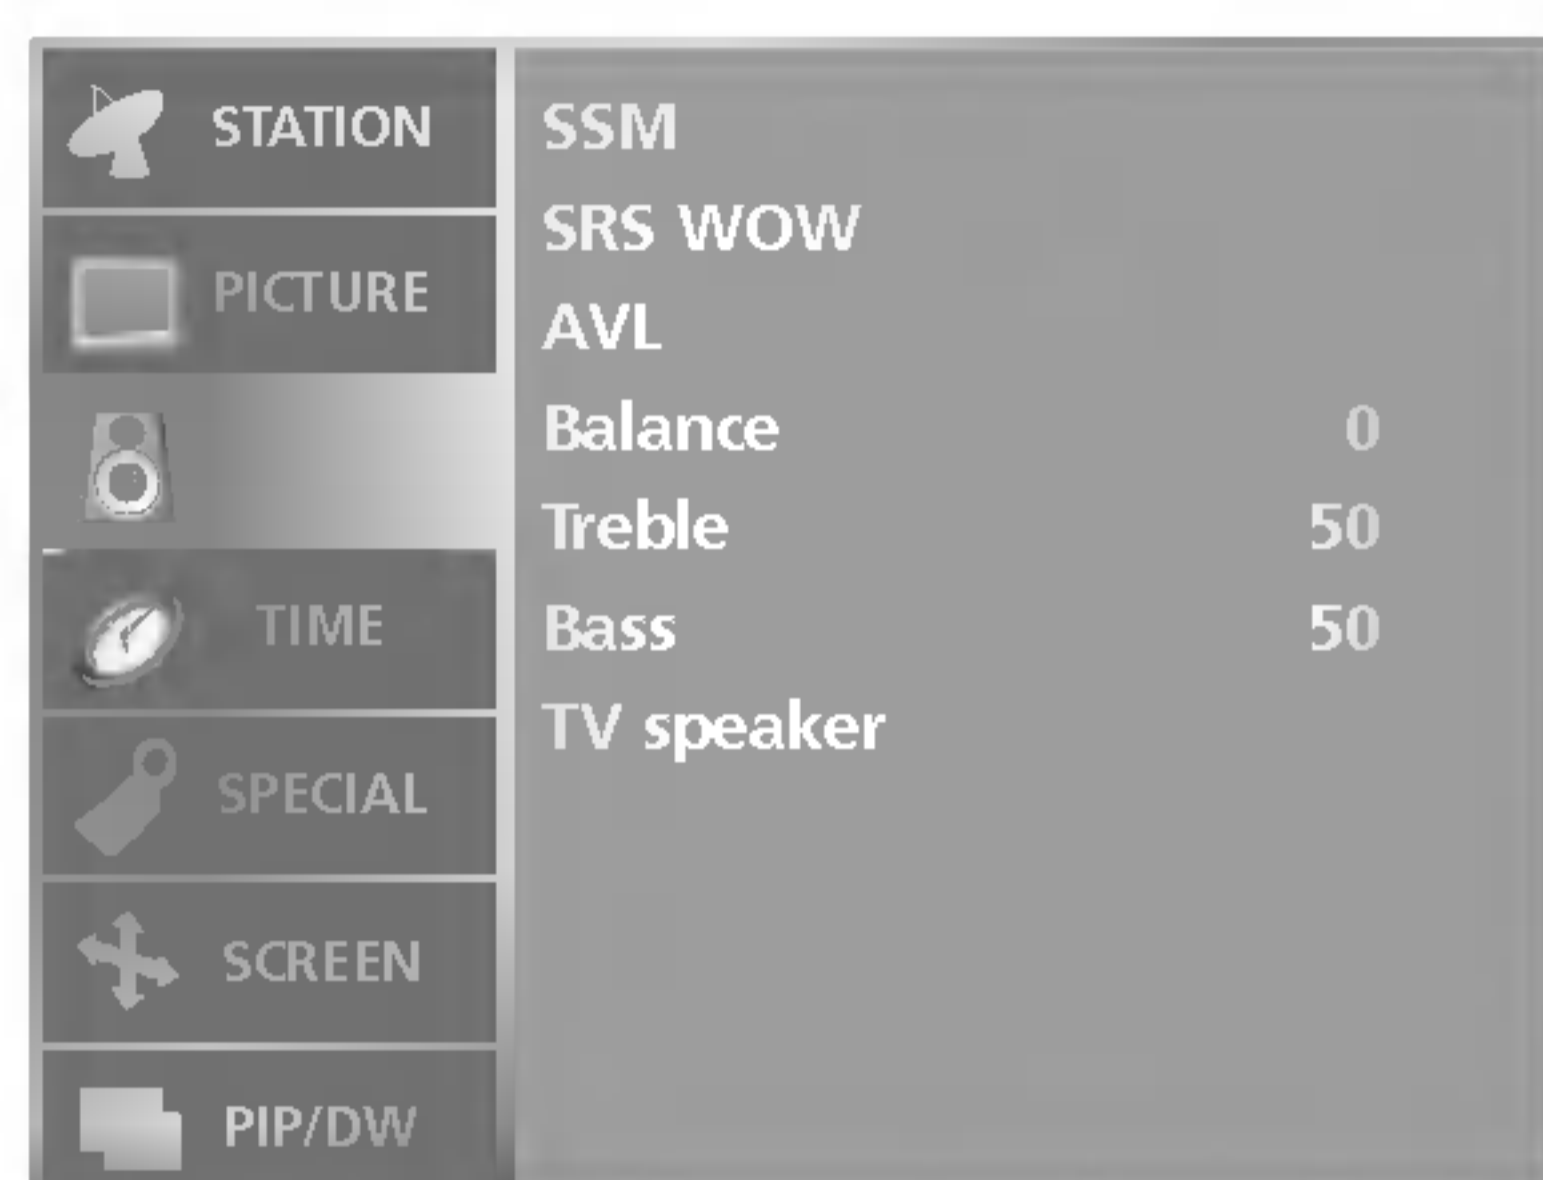 STATION
PICTURE
TIME
SPECIAL
SCREEN
PIP/DW
SSM
SRS WOW
AVL
Balance 0
Treble 50
Bass 50
TV speaker